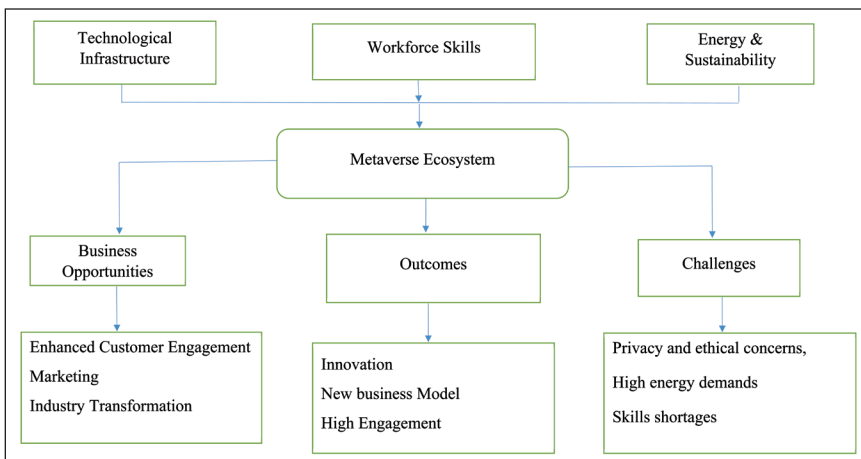 Technological
Infrastructure
Workforce Skills
Energy &
Sustainability
Metaverse Ecosystem
Business
Opportunities
Outcomes
Challenges
Enhanced Customer Engagement
Marketing
Industry Transformation
Innovation
New business Model
High Engagement
Privacy and ethical concerns,
High energy demands
Skills shortages